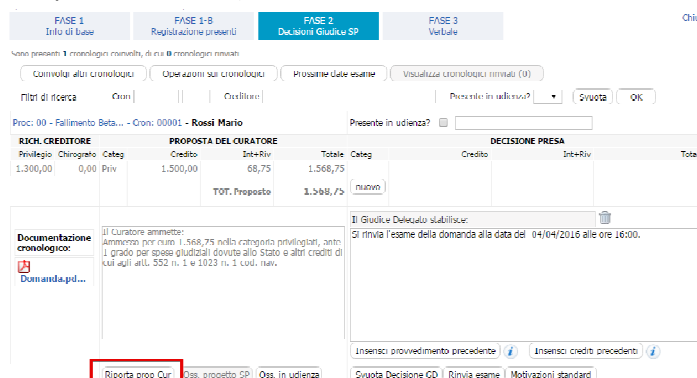 FASE 1
Info di base
FASE 1-B
Registrazione presenti
FASE 2
Decisioni Giudice SP
FASE 3
Verbale
Sono presenti 1 cronologici coinvolti, di cui 0 cronologici rinviati
Coinvolgi altri cronologici Operazioni sui cronologici Prossime date esame Visualizza cronologici rinviati (0)
Filtri di ricerca Cron Creditore Presente in udienza? Svuota OK
Proc: 00 - Fallimento Beta... - Cron: 00001 - Rossi Mario Presente in udienza?
RICH. CREDITORE PROPOSTA DEL CURATORE DECISIONE PRESA
Privilegio Chirografo Categ Credito Int+Riv Totale Categ Credito Int+Riv
1.300,00 0,00 Priv 1.500,00 68,75 1.568,75
TOT. Proposto 1.568,75 nuovo
Il Giudice Delegato stabilisce:
Documentazione cronologico:
Domanda.pd...
Il Curatore ammette:
Ammesso per euro 1.568,75 nella categoria privilegiati, ante
1 grado per spese giudiziali dovute allo Stato e altri crediti di
cui agli artt. 552 n. 1 e 1023 n. 1 cod. nav.
Si rinvia l'esame della domanda alla data del 04/04/2016 alle ore 16:00.
Inserisci provvedimento precedente Inserisci crediti precedenti
Riporta prop Cur Oss. progetto SP Oss. in udienza Svuota Decisione GD Rinvia esame Motivazioni standard